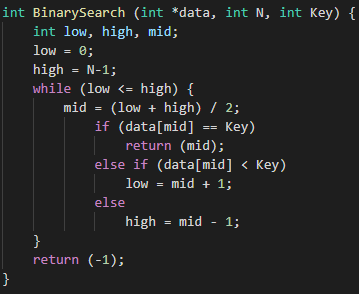 int BinarySearch (int *data, int N, int Key) {
    int low, high, mid;
    low = 0;
    high = N-1;
    while (low <= high) {
        mid = (low + high) / 2;
            if (data[mid] == Key)
                return (mid);
            else if (data[mid] < Key)
                low = mid + 1;
            else
                high = mid - 1;
    }
    return (-1);
}